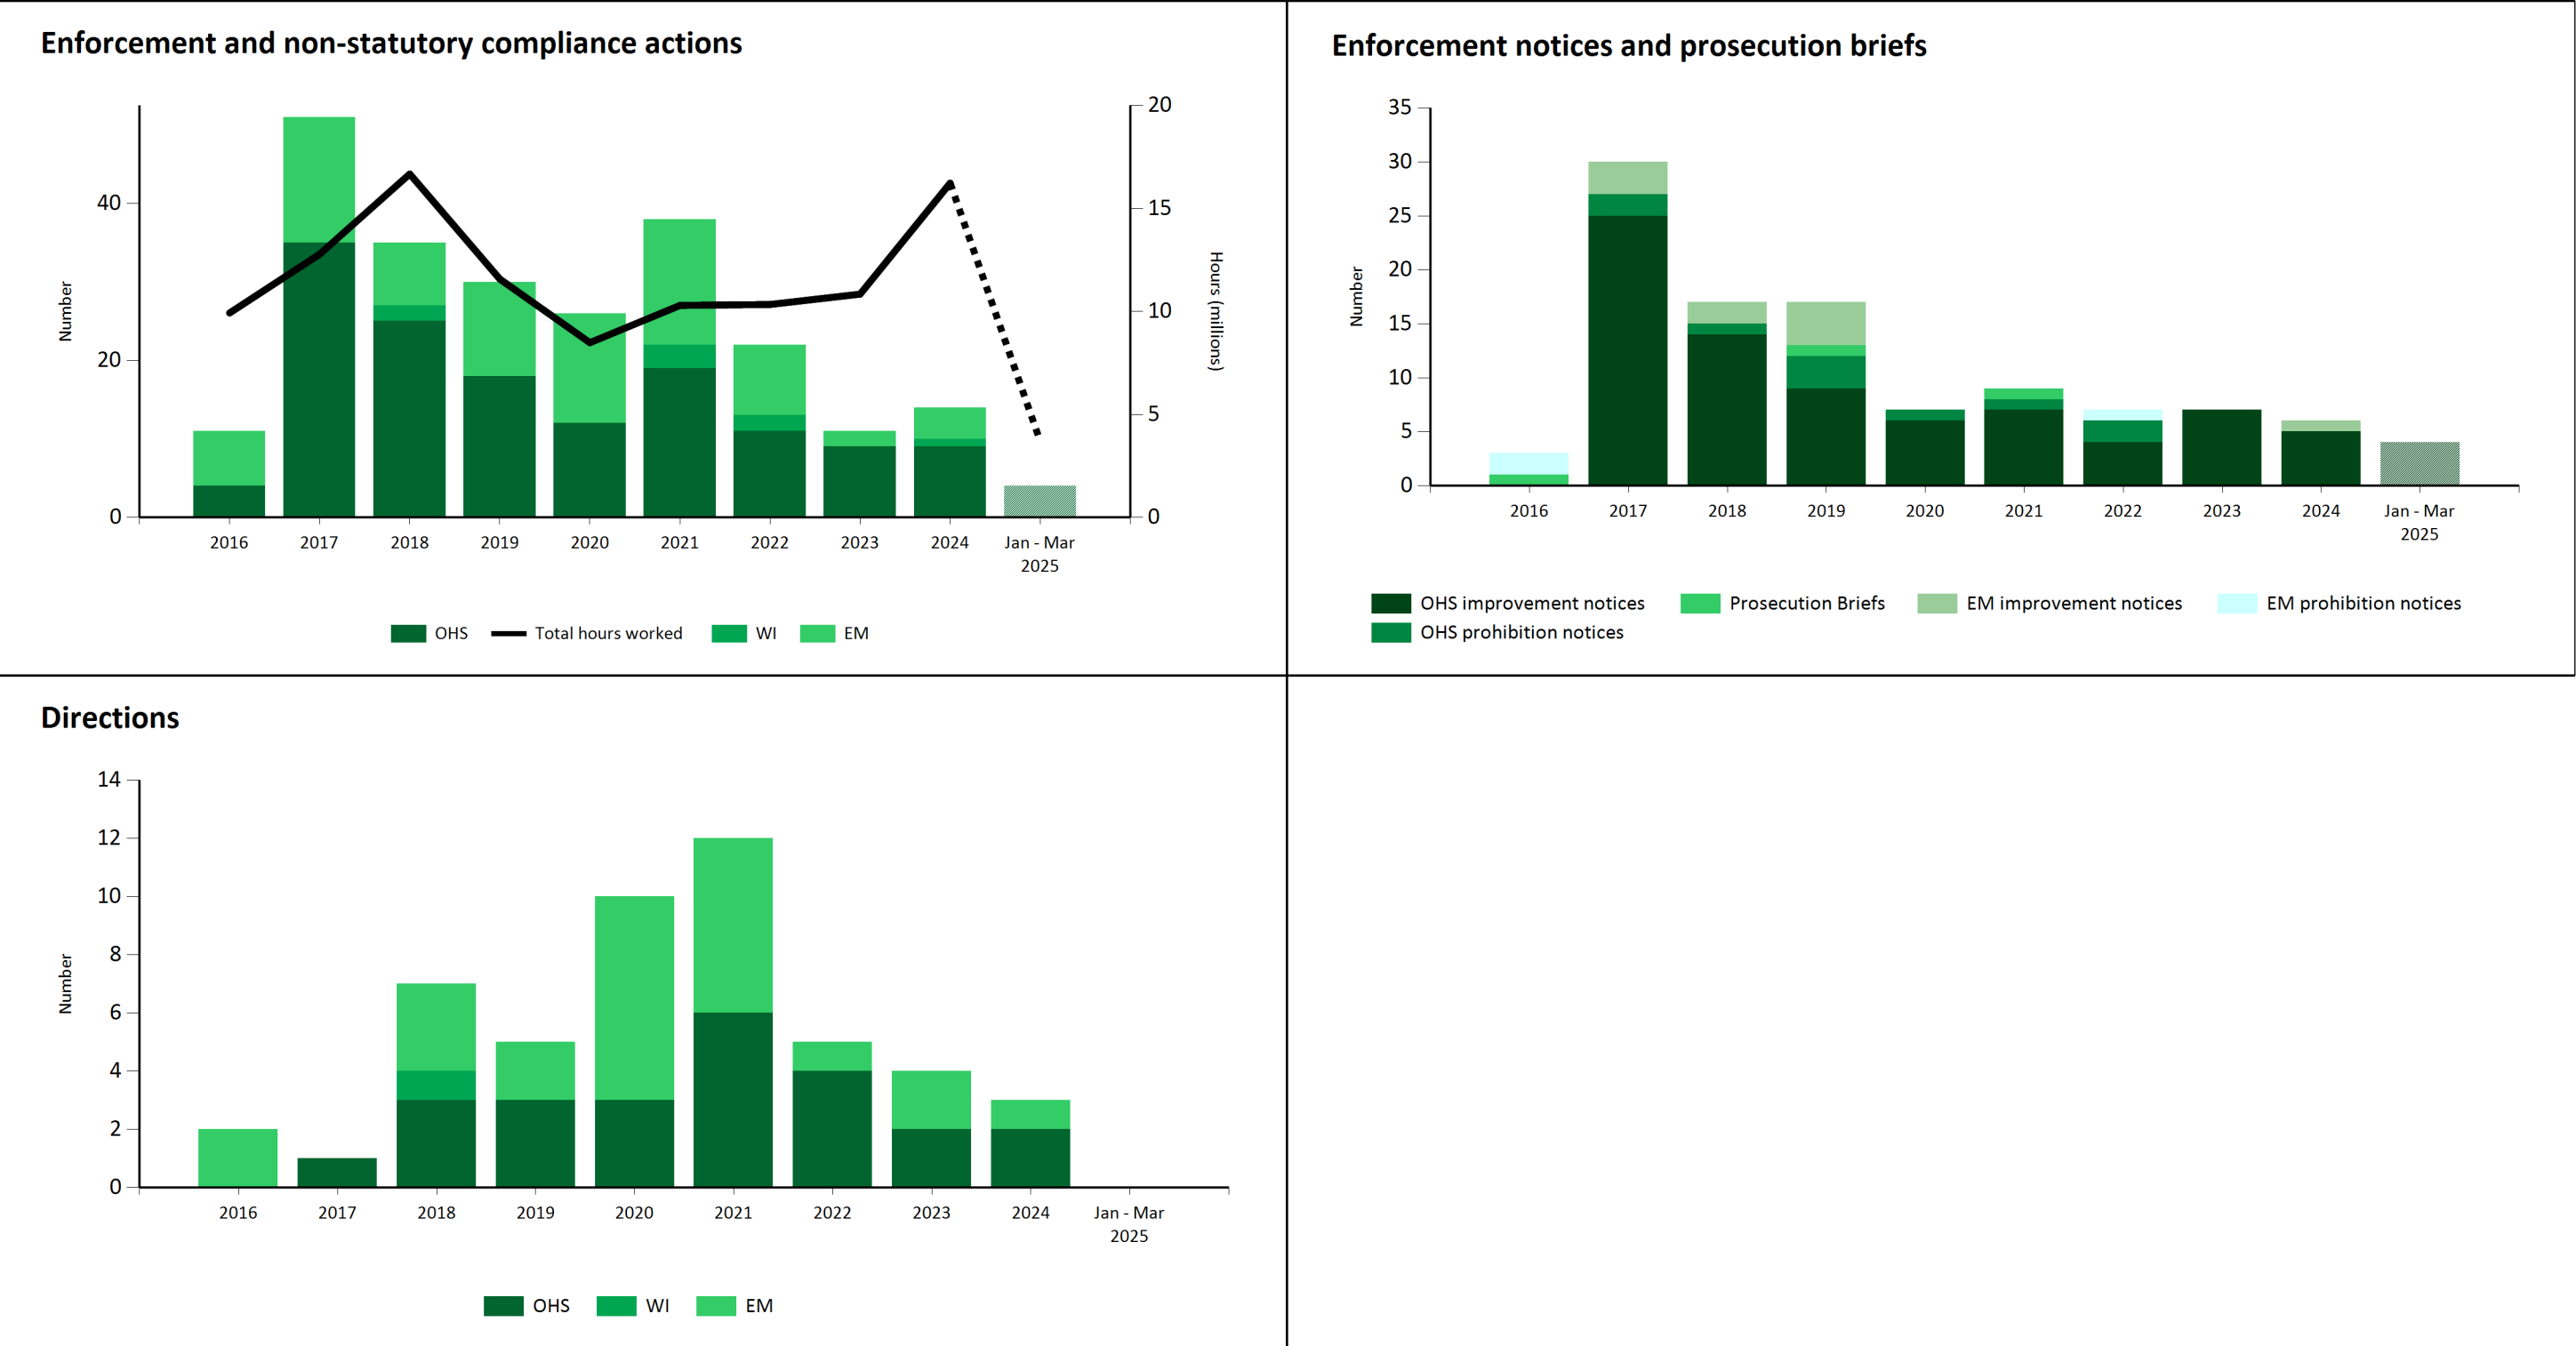 Enforcement and non-statutory compliance actions
Number
40
20
0
20
15
10
5
0
Hours (millions)
2016
2017
2018
2019
2020
2021
2022
2023
2024
Jan - Mar
2025
OHS
Total hours worked
WI
EM
Enforcement notices and prosecution briefs
Number
35
30
25
20
15
10
5
0
2016
2017
2018
2019
2020
2021
2022
2023
2024
Jan - Mar
2025
OHS improvement notices
Prosecution Briefs
EM improvement notices
EM prohibition notices
OHS prohibition notices
Directions
Number
14
12
10
8
6
4
2
0
2016
2017
2018
2019
2020
2021
2022
2023
2024
Jan - Mar
2025
OHS
WI
EM